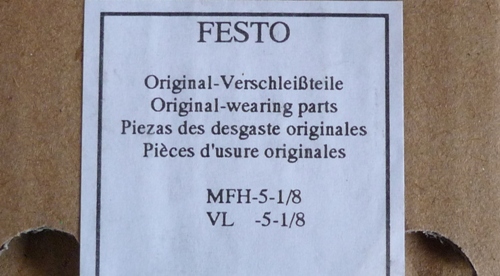 FESTO
Original-Verschleißteile
Original-wearing parts
Piezas des desgaste originales
Pièces d'usure originales
MFH-5-1/8
VL -5-1/8